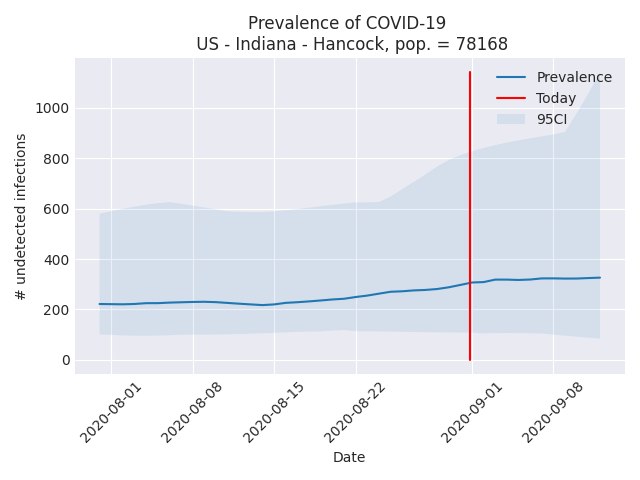 Prevalence of COVID-19
US - Indiana - Hancock, pop. = 78168
Prevalence
Today
95CI
# undetected infections
1000
800
600
400
200
0
2020-08-01
2020-08-08
2020-08-15
2020-08-22
2020-09-01
2020-09-08
Date